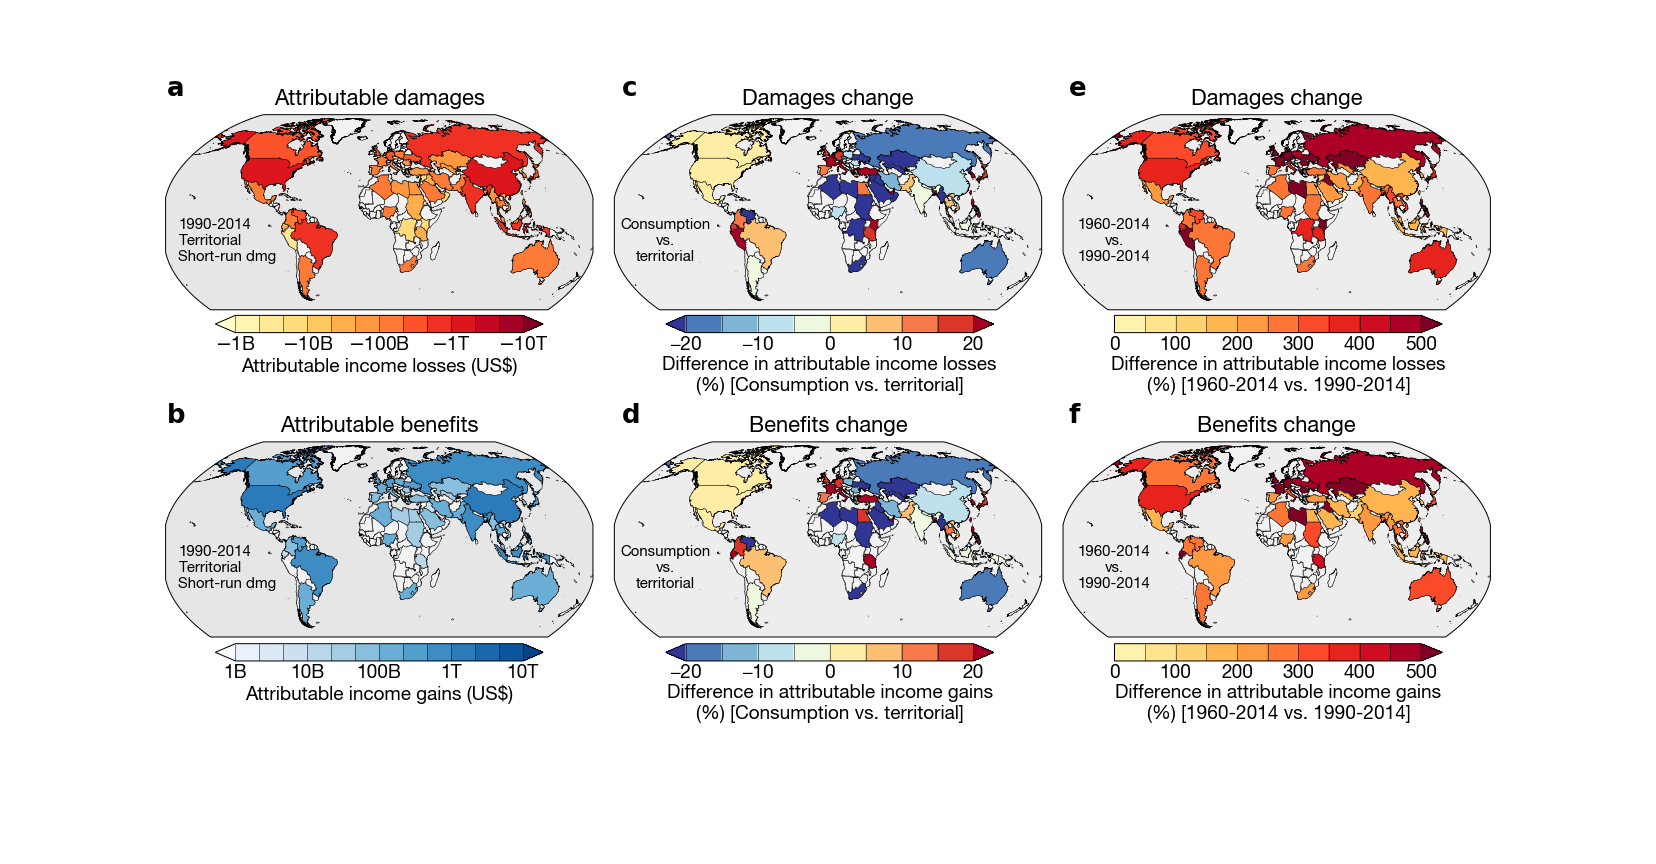 a
Attributable damages
1990-2014
Territorial
Short-run dmg
−1B −10B −100B −1T −10T
Attributable income losses (US$)
c
Damages change
Consumption
vs.
territorial
−20 −10 0 10 20
Difference in attributable income losses
(%) [Consumption vs. territorial]
e
Damages change
1960-2014
vs.
1990-2014
0 100 200 300 400 500
Difference in attributable income losses
(%) [1960-2014 vs. 1990-2014]
b
Attributable benefits
1990-2014
Territorial
Short-run dmg
1B 10B 100B 1T 10T
Attributable income gains (US$)
d
Benefits change
Consumption
vs.
territorial
−20 −10 0 10 20
Difference in attributable income gains
(%) [Consumption vs. territorial]
f
Benefits change
1960-2014
vs.
1990-2014
0 100 200 300 400 500
Difference in attributable income gains
(%) [1960-2014 vs. 1990-2014]